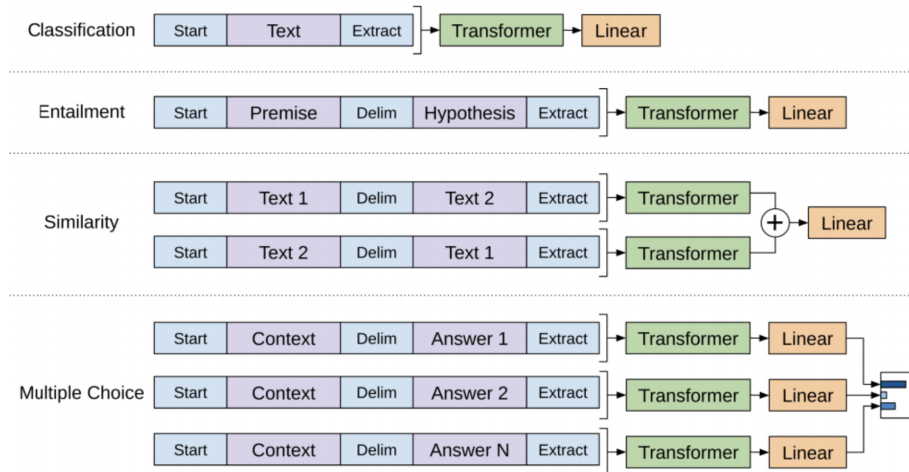 Classification Start Text Extract Transformer Linear
Entailment Start Premise Delim Hypothesis Extract Transformer Linear
Start Text 1 Delim Text 2 Extract Transformer
Similarity + Linear
Start Text 2 Delim Text 1 Extract Transformer
Start Context Delim Answer 1 Extract Transformer Linear
Multiple Choice Start Context Delim Answer 2 Extract Transformer Linear
Start Context Delim Answer N Extract Transformer Linear